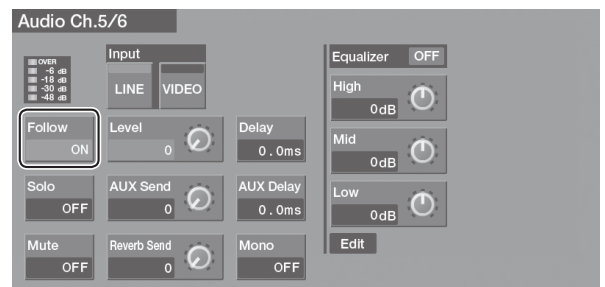 Audio Ch.5/6
OVER
-6 dB
-18 dB
-30 dB
-48 dB
Input
LINE VIDEO
Follow
ON
Level
0
Delay
0.0ms
Solo
OFF
AUX Send
0
AUX Delay
0.0ms
Mute
OFF
Reverb Send
0
Mono
OFF
Equalizer OFF
High
0dB
Mid
0dB
Low
0dB
Edit